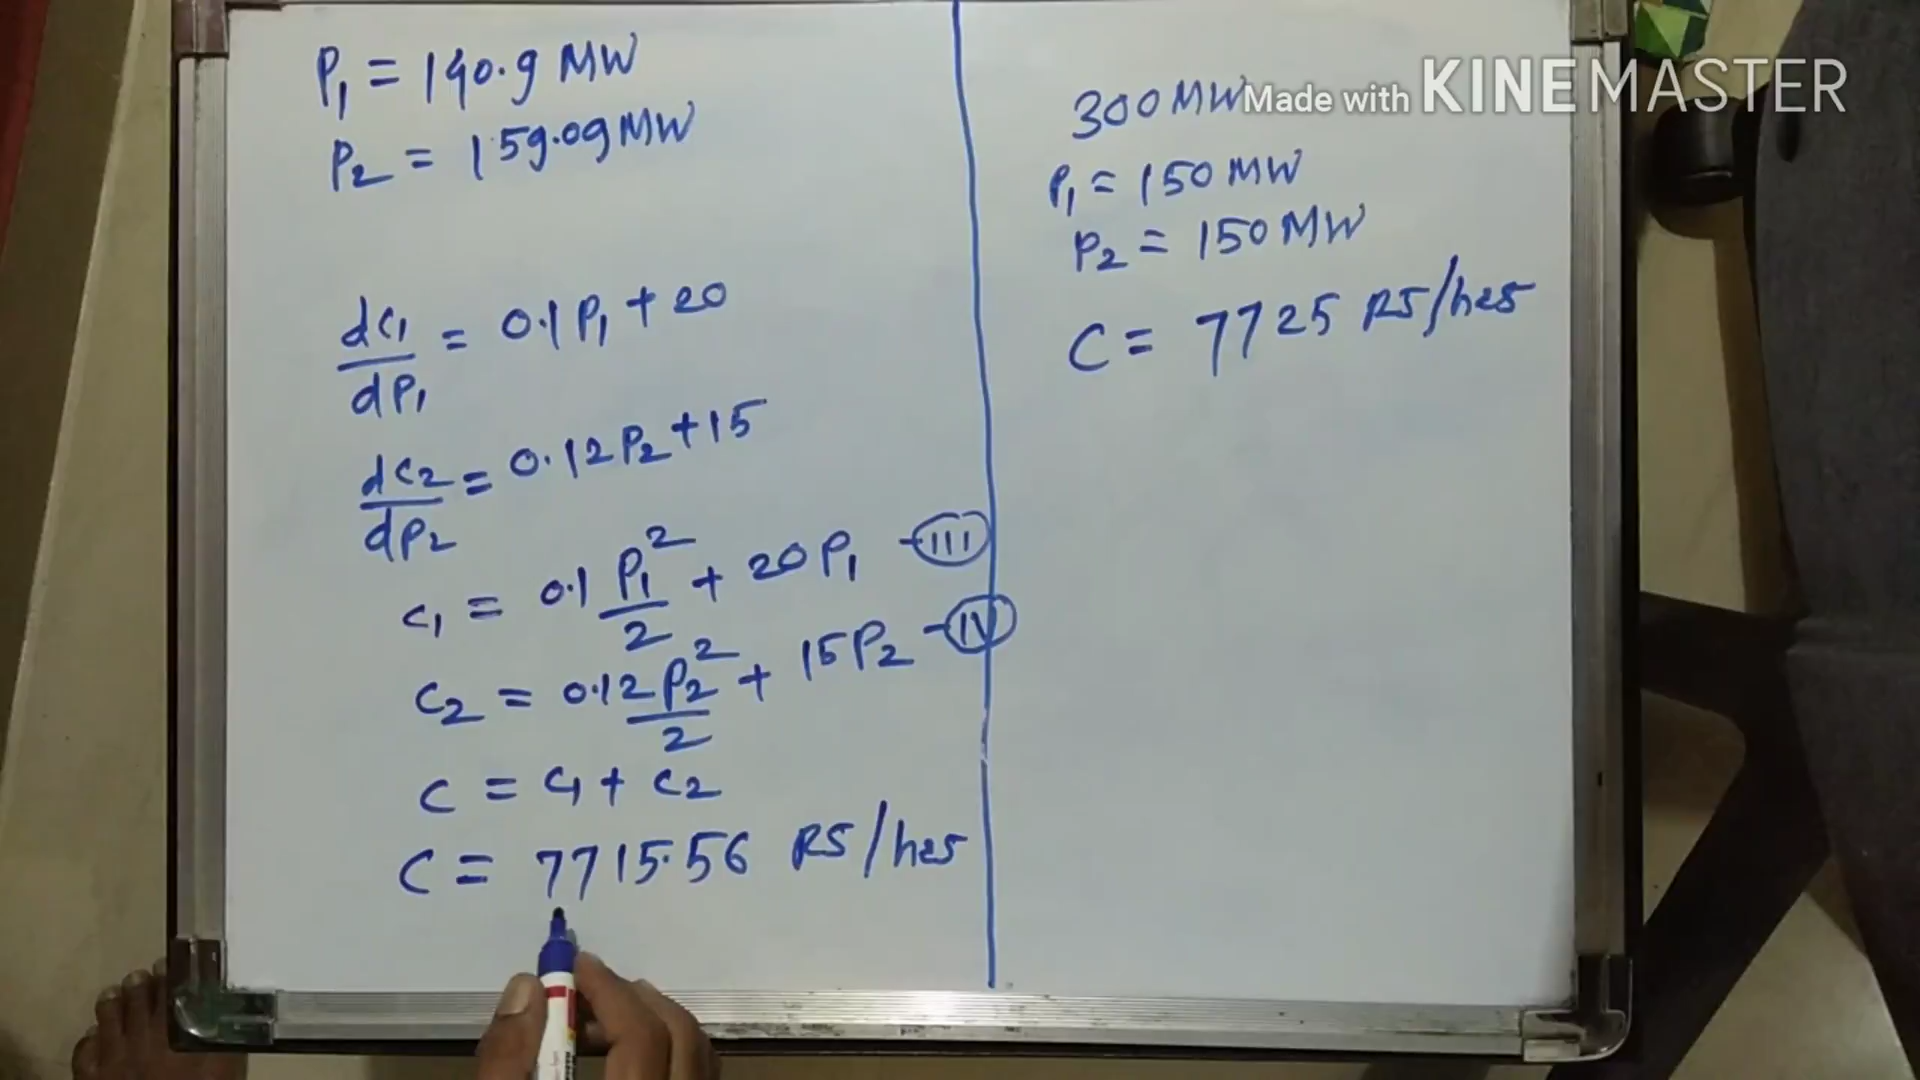 P₁ = 140.9 MW
P₂ = 159.09 MW
dC₁/dP₁ = 0.1 P₁ + 20
dC₂/dP₂ = 0.12 P₂ + 15
C₁ = 0.1 P₁²/2 + 20 P₁ - III
C₂ = 0.12 P₂²/2 + 15 P₂ - IV
C = C₁ + C₂
C = 7715.56 RS/hrs
300 MW
P₁ = 150 MW
P₂ = 150 MW
C = 7725 RS/hrs
Made with KINEMASTER